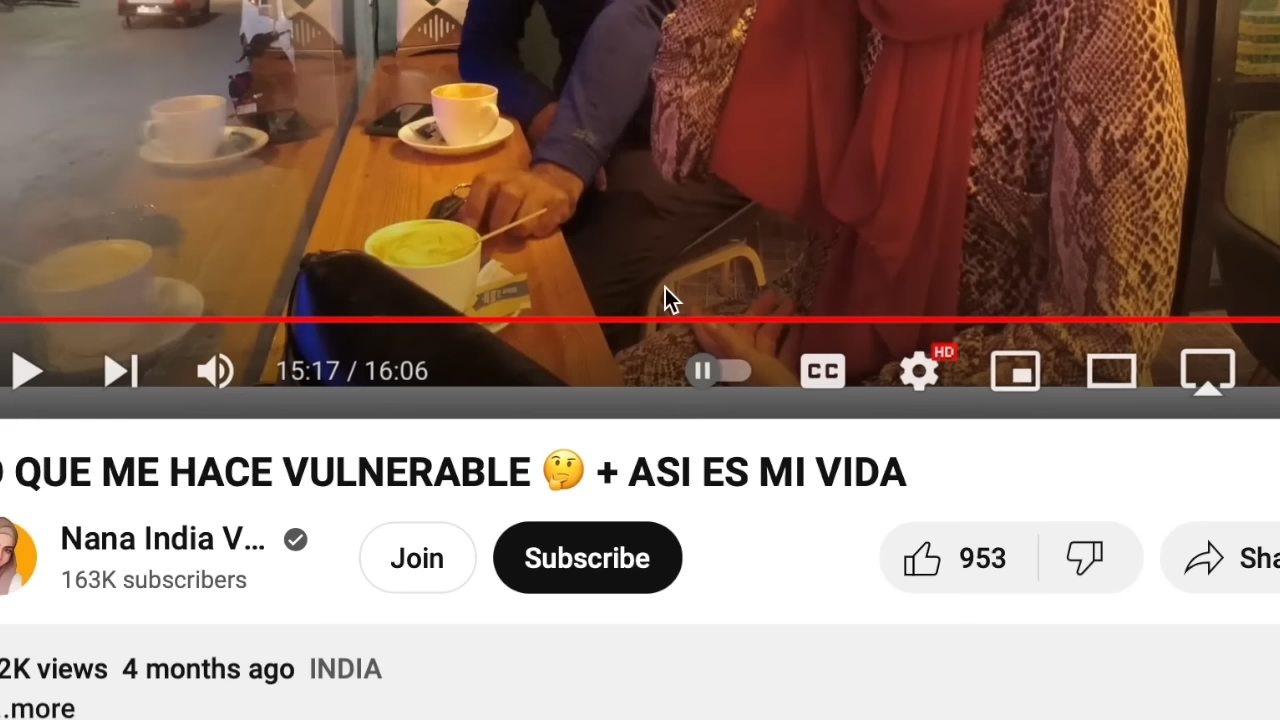 HD
CC
15:17 / 16:06
QUE ME HACE VULNERABLE 🤔 + ASI ES MI VIDA
Nana India V...
Join
Subscribe
953
163K subscribers
2K views 4 months ago INDIA
..more